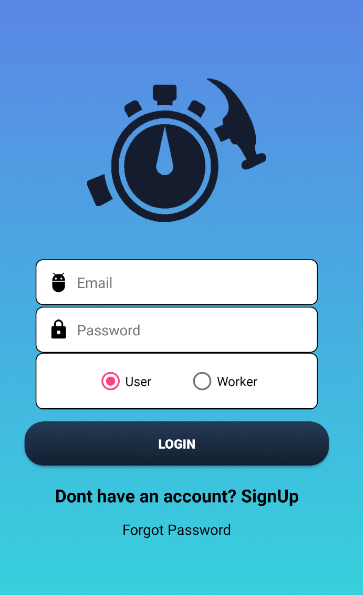 Email
Password
User Worker
LOGIN
Dont have an account? SignUp
Forgot Password